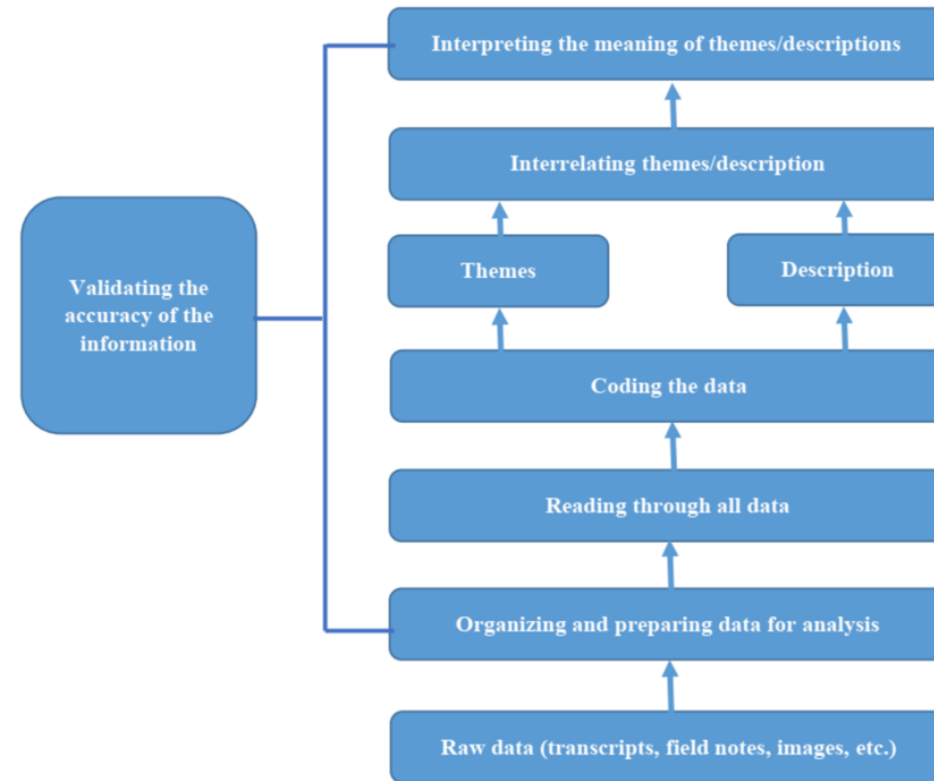 Interpreting the meaning of themes/descriptions
Interrelating themes/description
Themes
Description
Validating the
accuracy of the
information
Coding the data
Reading through all data
Organizing and preparing data for analysis
Raw data (transcripts, field notes, images, etc.)